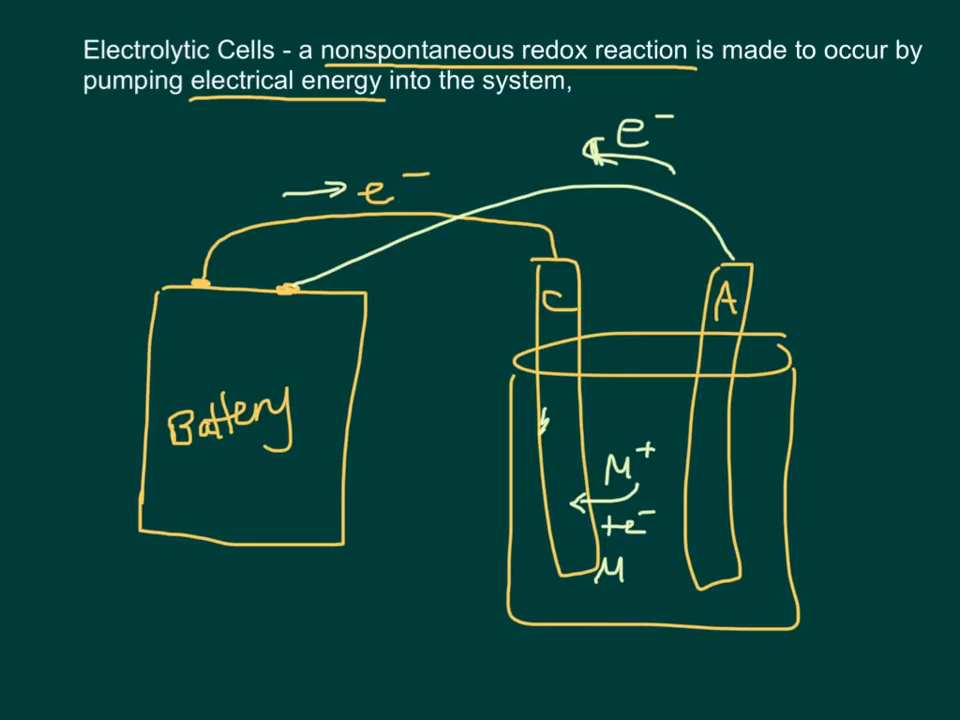 Electrolytic Cells - a nonspontaneous redox reaction is made to occur by
pumping electrical energy into the system,
e⁻
→ e⁻
C
A
Battery
M⁺
+e⁻
M